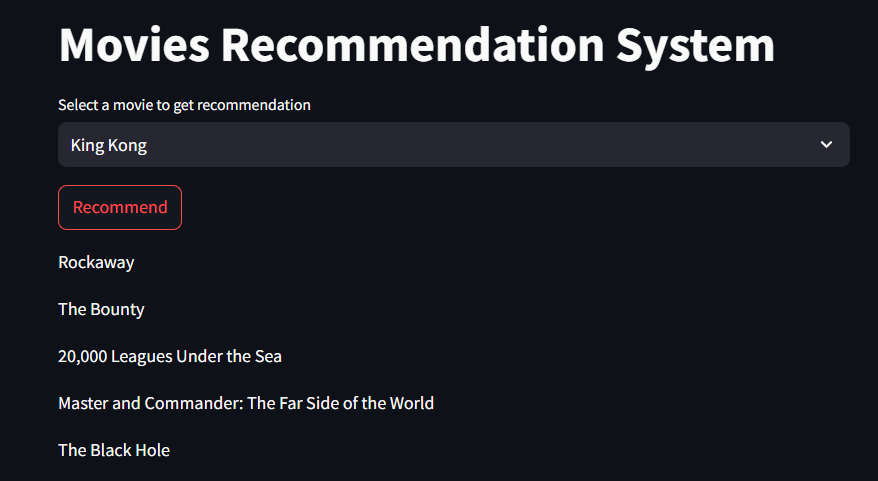 Movies Recommendation System
Select a movie to get recommendation
King Kong
Recommend
Rockaway
The Bounty
20,000 Leagues Under the Sea
Master and Commander: The Far Side of the World
The Black Hole